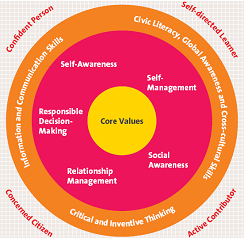 Confident Person
Self-directed Learner
Information and Communication Skills
Civic Literacy, Global Awareness and Cross-cultural Skills
Self-Awareness
Self-
Management
Responsible
Decision-
Making
Core Values
Social
Awareness
Relationship
Management
Critical and Inventive Thinking
Concerned Citizen
Active Contributor